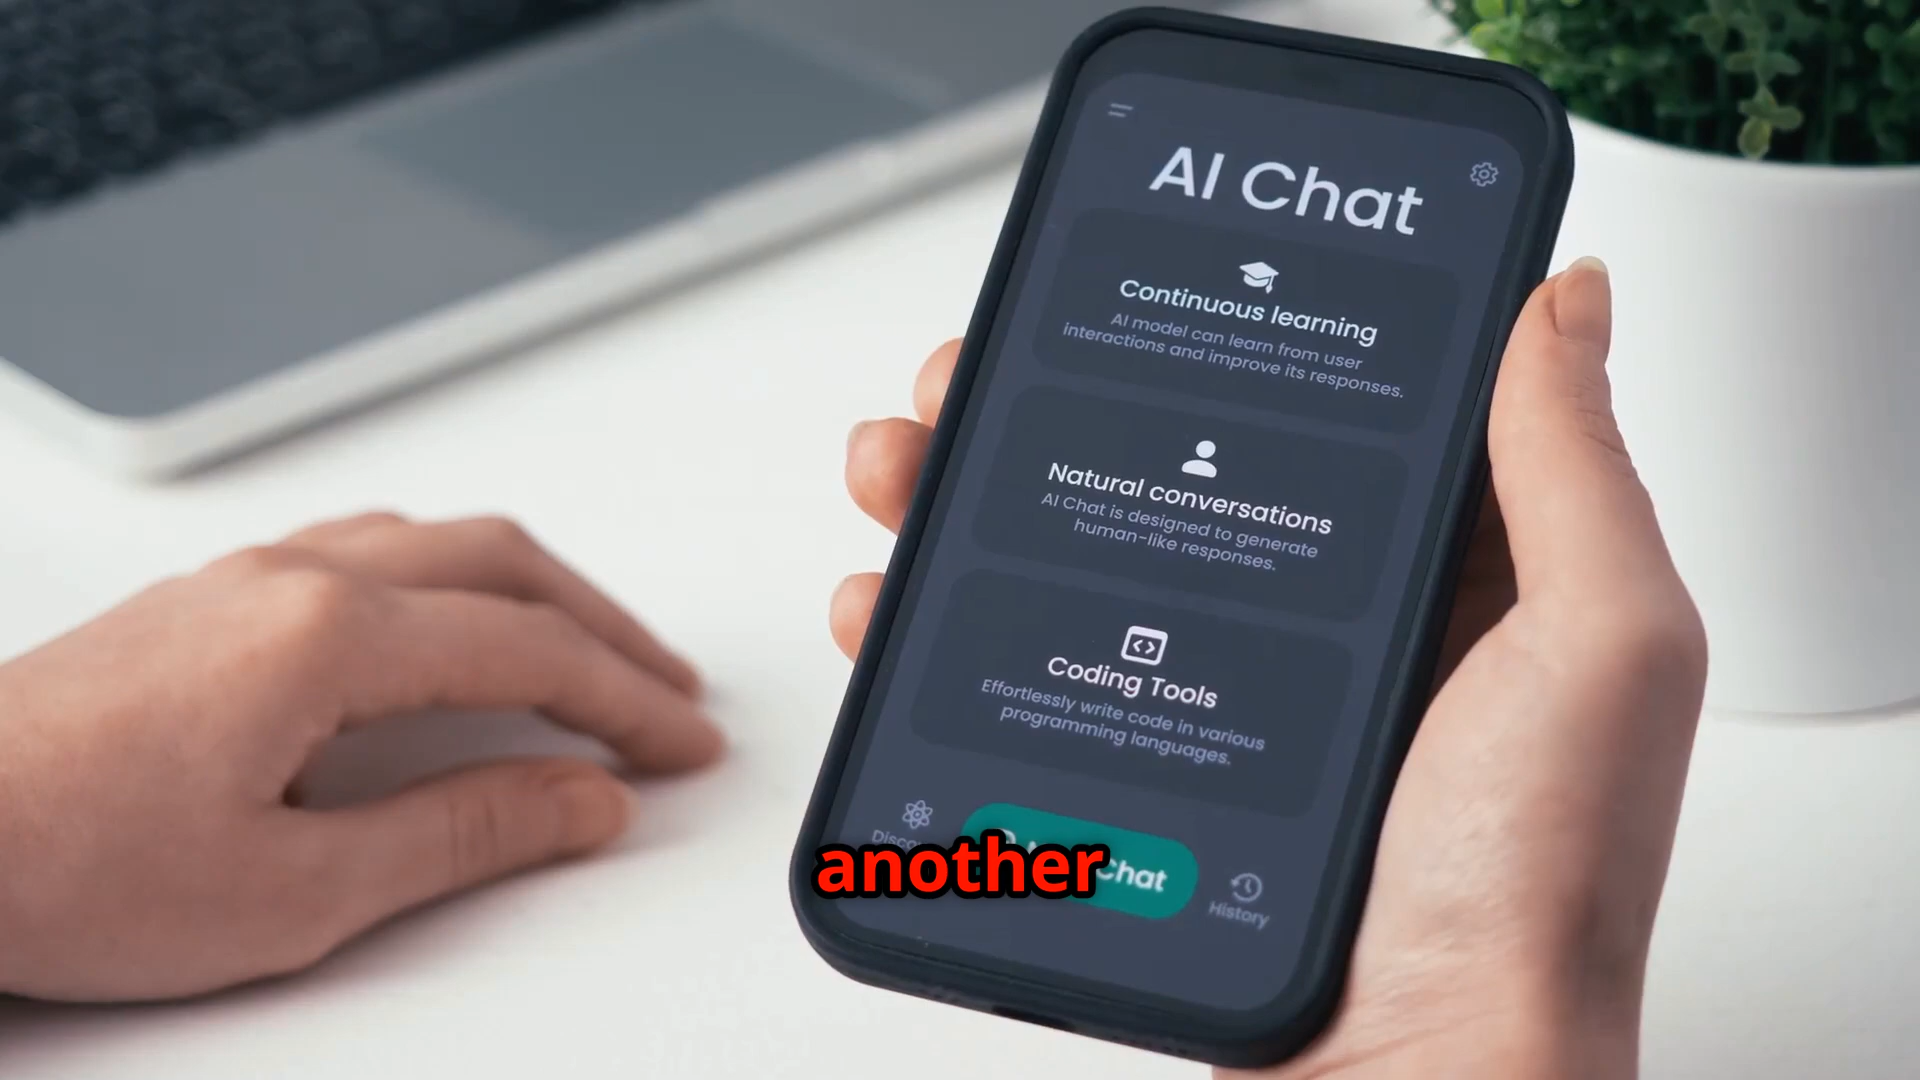 AI Chat
Continuous learning
AI model can learn from user
interactions and improve its responses.
Natural conversations
AI Chat is designed to generate
human-like responses.
Coding Tools
Effortlessly write code in various
programming languages.
Chat
History
another